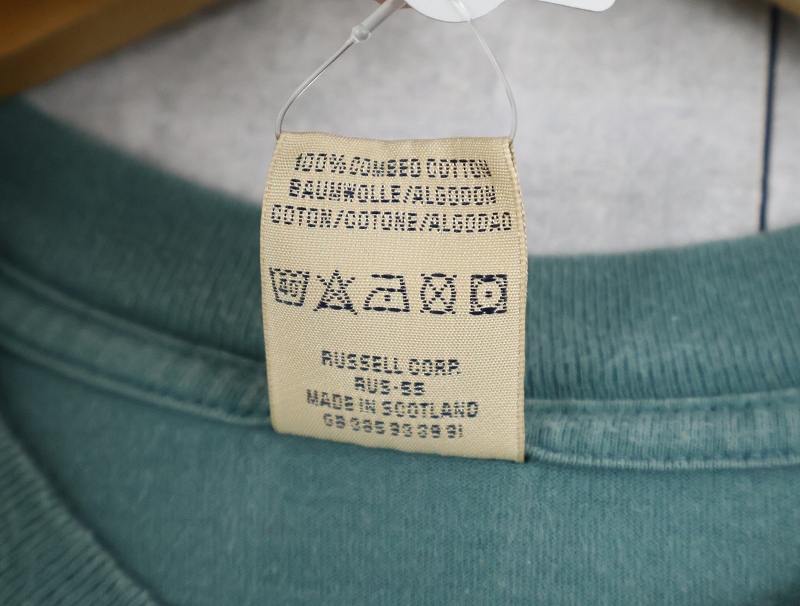 100% COMBED COTTON
BAUMWOLLE/ALGODON
COTON/COTONE/ALGODAO
40
RUSSELL CORP.
RUS-55
MADE IN SCOTLAND
GB 385 93 39 91